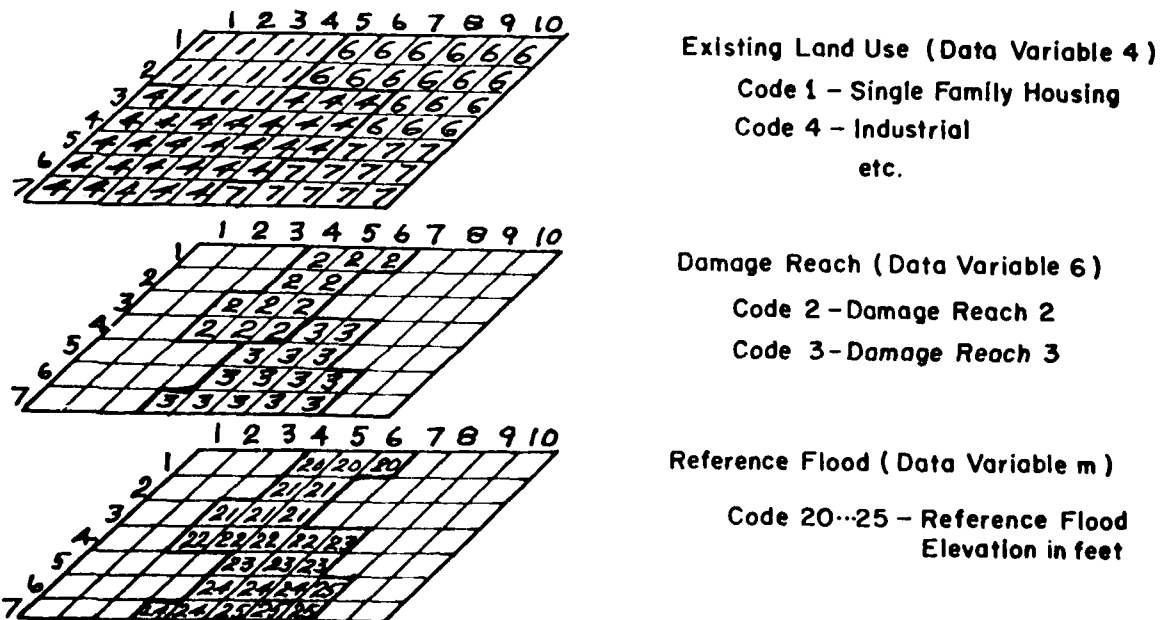 1 2 3 4 5 6 7 8 9 10
1 1 1 1 1 6 6 6 6 6 6
2 1 1 1 1 6 6 6 6 6 6
3 4 1 1 1 4 4 4 6 6 6
4 4 4 4 4 4 4 4 6 6 6
5 4 4 4 4 4 4 4 7 7 7
6 4 4 4 4 4 4 7 7 7 7
7 4 4 4 4 4 7 7 7 7 7
Existing Land Use (Data Variable 4)
Code 1 – Single Family Housing
Code 4 – Industrial
etc.
1 2 3 4 5 6 7 8 9 10
1 2 2 2
2 2 2
3 2 2 2
4 2 2 2 3 3
5 3 3 3
6 3 3 3 3
7 3 3 3 3 3
Damage Reach (Data Variable 6)
Code 2 – Damage Reach 2
Code 3 – Damage Reach 3
1 2 3 4 5 6 7 8 9 10
1 20 20 20
2 21 21
3 21 21 21
4 22 22 22 22 23
5 23 23 23
6 24 24 24 25
7 24 24 25 25 25
Reference Flood (Data Variable m)
Code 20···25 – Reference Flood
Elevation in feet